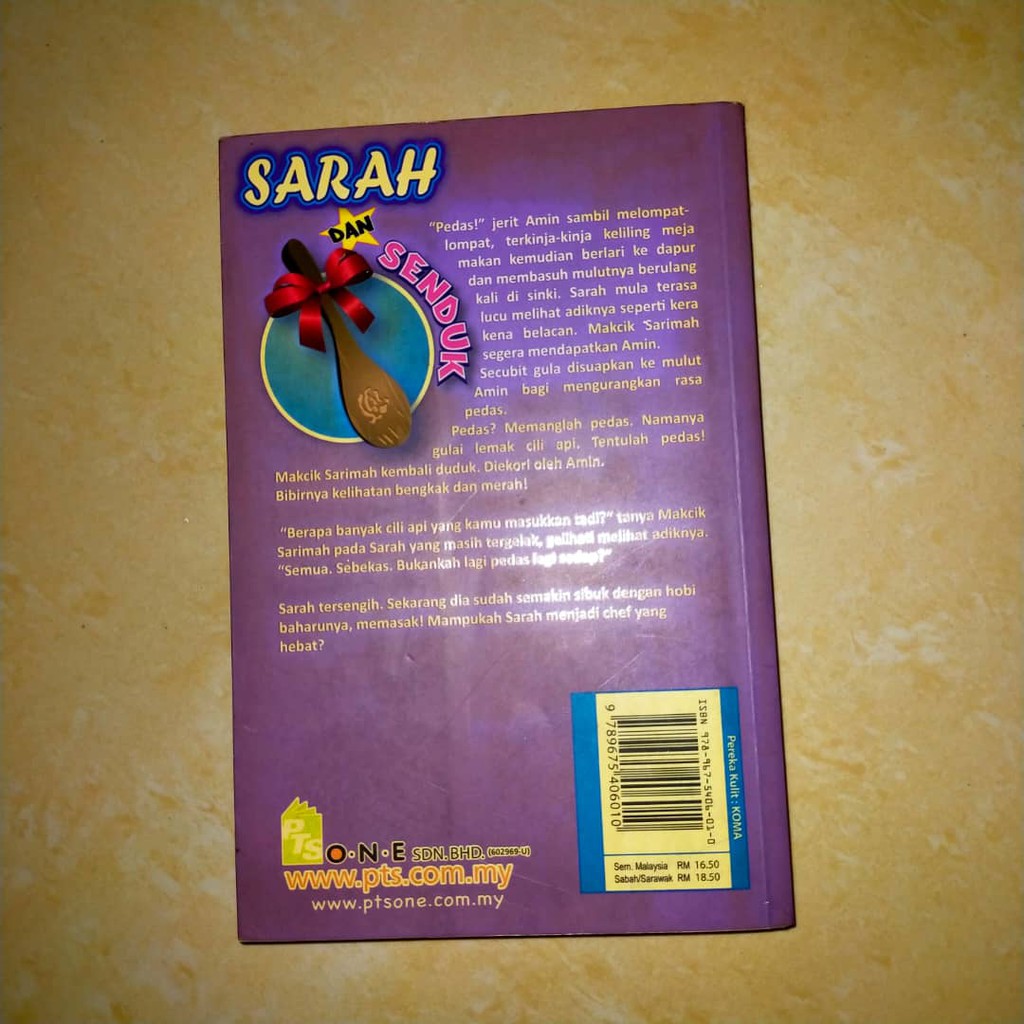 SARAH
DAN
SENDUK
"Pedas!" jerit Amin sambil melompat-
lompat, terkinja-kinja keliling meja
makan kemudian berlari ke dapur
dan membasuh mulutnya berulang
kali di sinki. Sarah mula terasa
lucu melihat adiknya seperti kera
kena belacan. Makcik Sarimah
segera mendapatkan Amin.
Secubit gula disuapkan ke mulut
Amin bagi mengurangkan rasa
pedas.
Pedas? Memanglah pedas. Namanya
gulai lemak cili api. Tentulah pedas!
Makcik Sarimah kembali duduk. Diekori oleh Amin.
Bibirnya kelihatan bengkak dan merah!
"Berapa banyak cili api yang kamu masukkan tadi?" tanya Makcik
Sarimah pada Sarah yang masih tergelak, gelihati melihat adiknya.
"Semua. Sebekas. Bukankah lagi pedas lagi sedap?"
Sarah tersengih. Sekarang dia sudah semakin sibuk dengan hobi
baharunya, memasak! Mampukah Sarah menjadi chef yang
hebat?
ISBN 978-967-5406-01-0
9 789675 406010
Pereka Kulit : KOMA
Sem. Malaysia RM 16.50
Sabah/Sarawak RM 18.50
PTS O·N·E SDN. BHD. (602969-U)
www.pts.com.my
www.ptsone.com.my